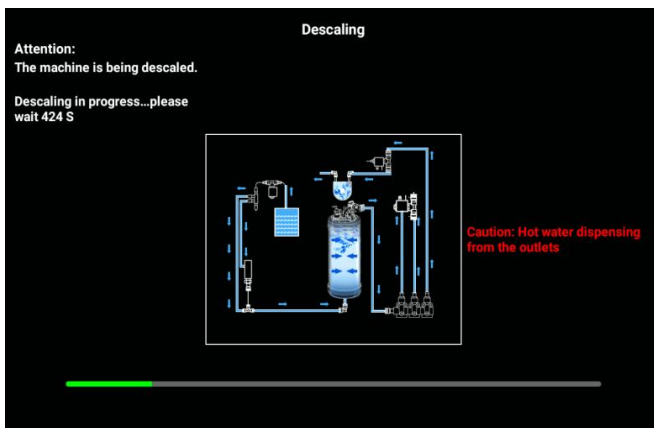 Descaling
Attention:
The machine is being descaled.
Descaling in progress...please
wait 424 S
Caution: Hot water dispensing
from the outlets